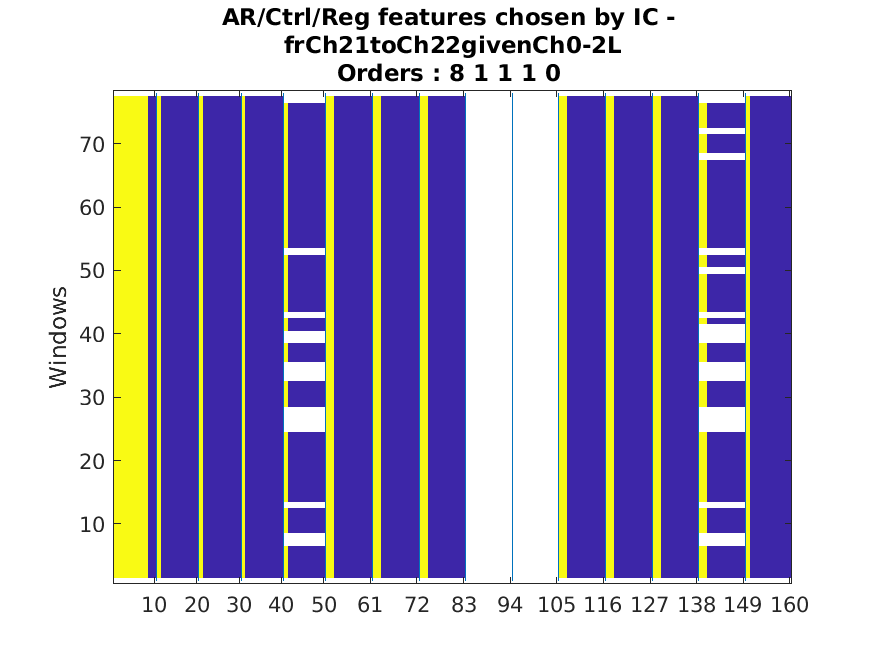 AR/Ctrl/Reg features chosen by IC -
frCh21toCh22givenCh0-2L
Orders : 8 1 1 1 0
70
60
50
40
30
20
10
Windows
10 20 30 40 50 61 72 83 94 105 116 127 138 149 160